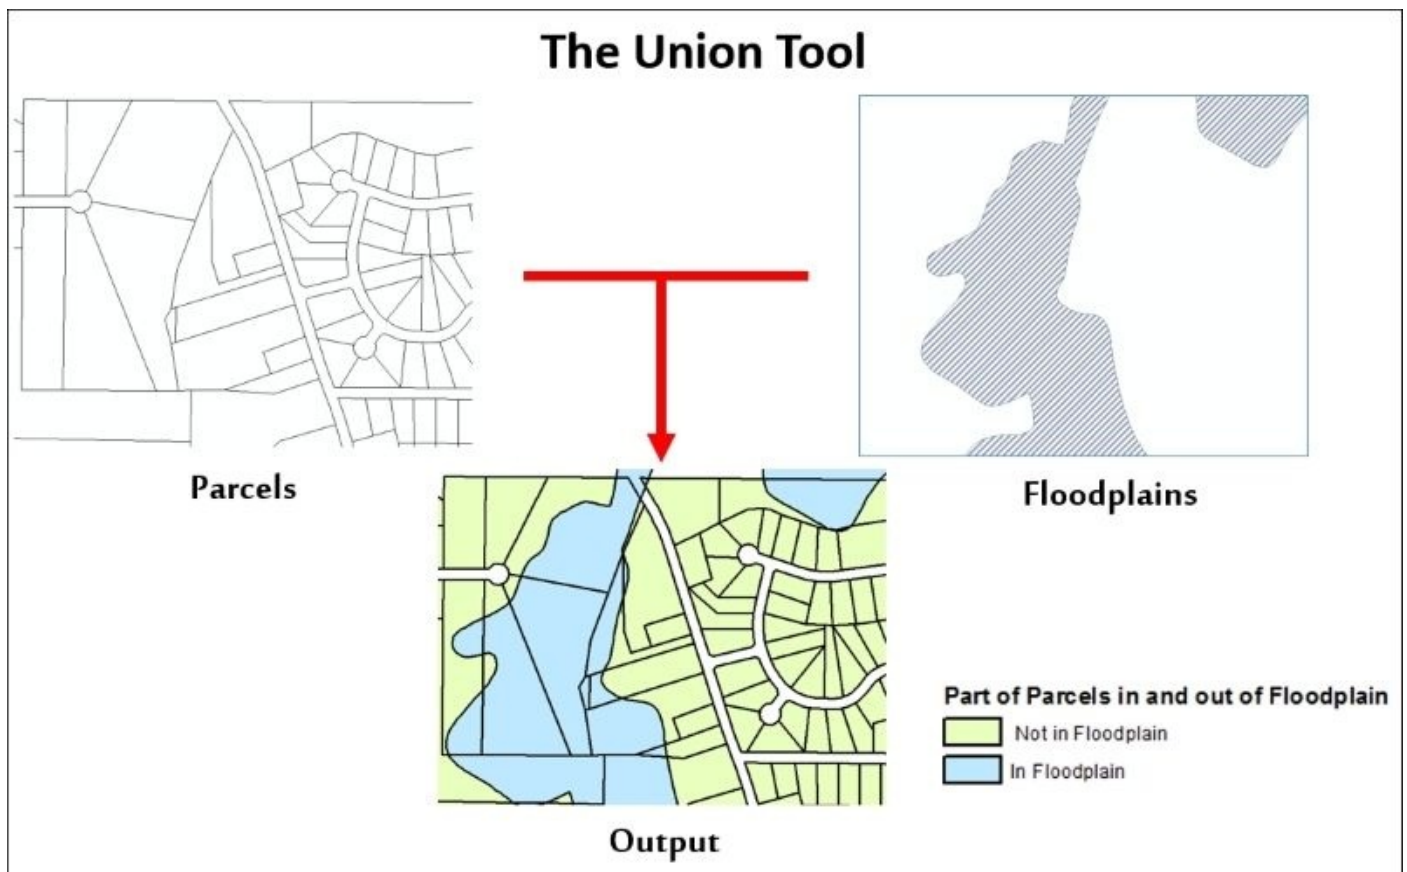 The Union Tool
Parcels
Floodplains
Part of Parcels in and out of Floodplain
Not in Floodplain
In Floodplain
Output